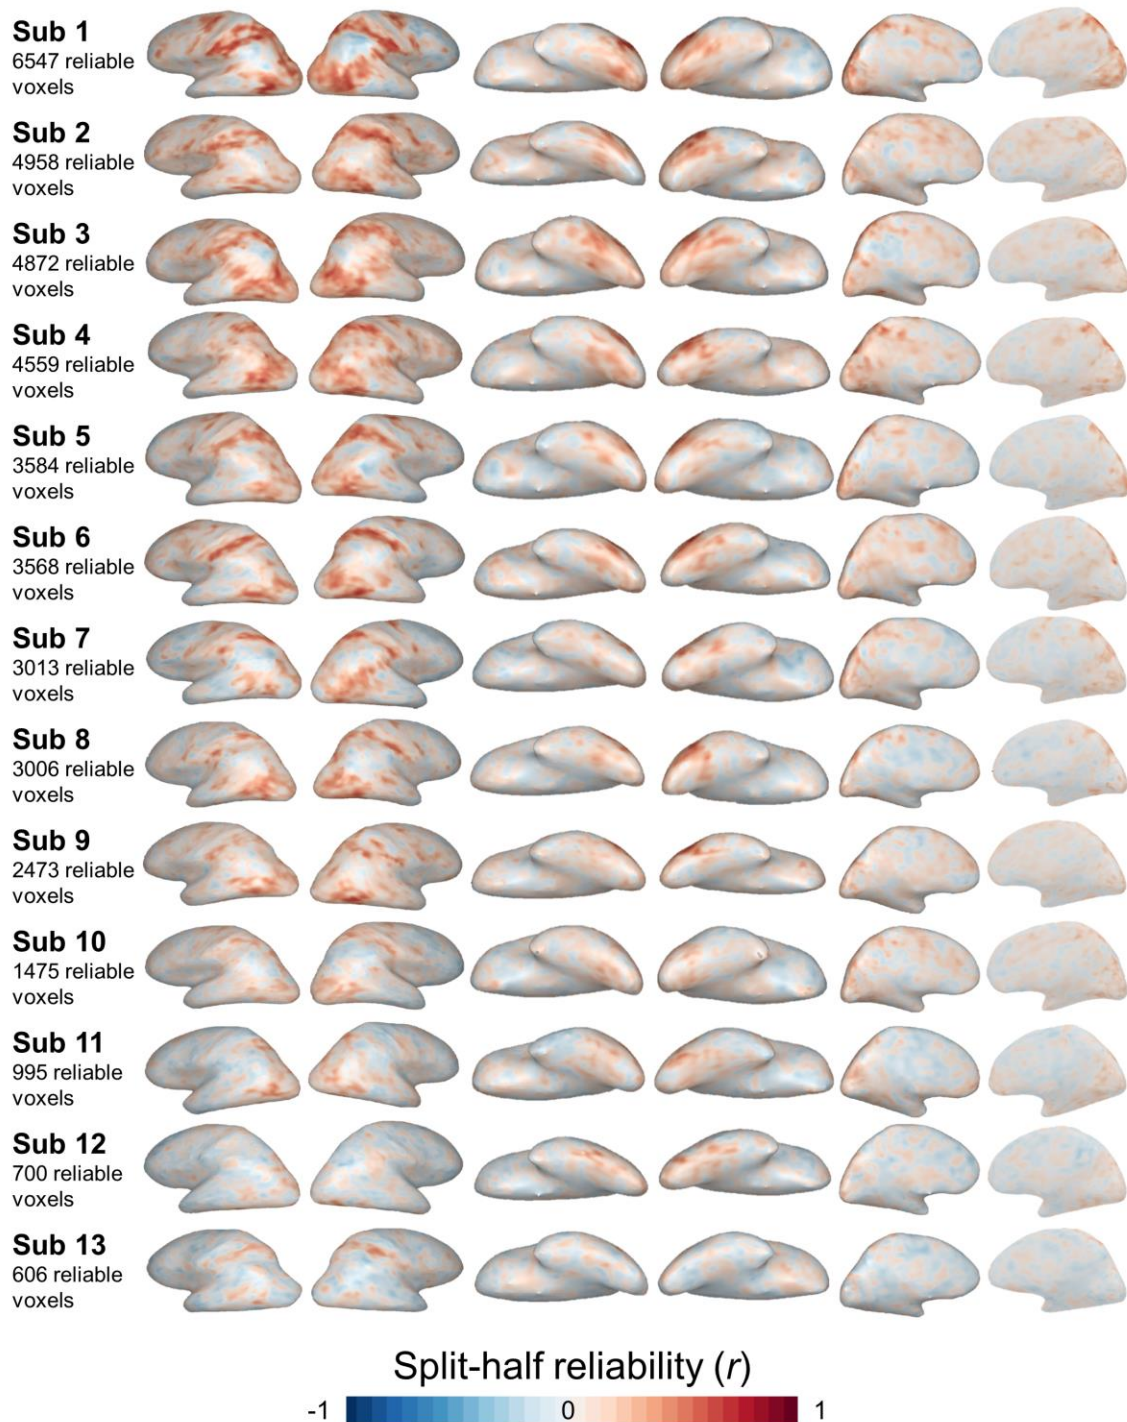 Sub 1
6547 reliable
voxels
Sub 2
4958 reliable
voxels
Sub 3
4872 reliable
voxels
Sub 4
4559 reliable
voxels
Sub 5
3584 reliable
voxels
Sub 6
3568 reliable
voxels
Sub 7
3013 reliable
voxels
Sub 8
3006 reliable
voxels
Sub 9
2473 reliable
voxels
Sub 10
1475 reliable
voxels
Sub 11
995 reliable
voxels
Sub 12
700 reliable
voxels
Sub 13
606 reliable
voxels
Split-half reliability (r)
-1 0 1